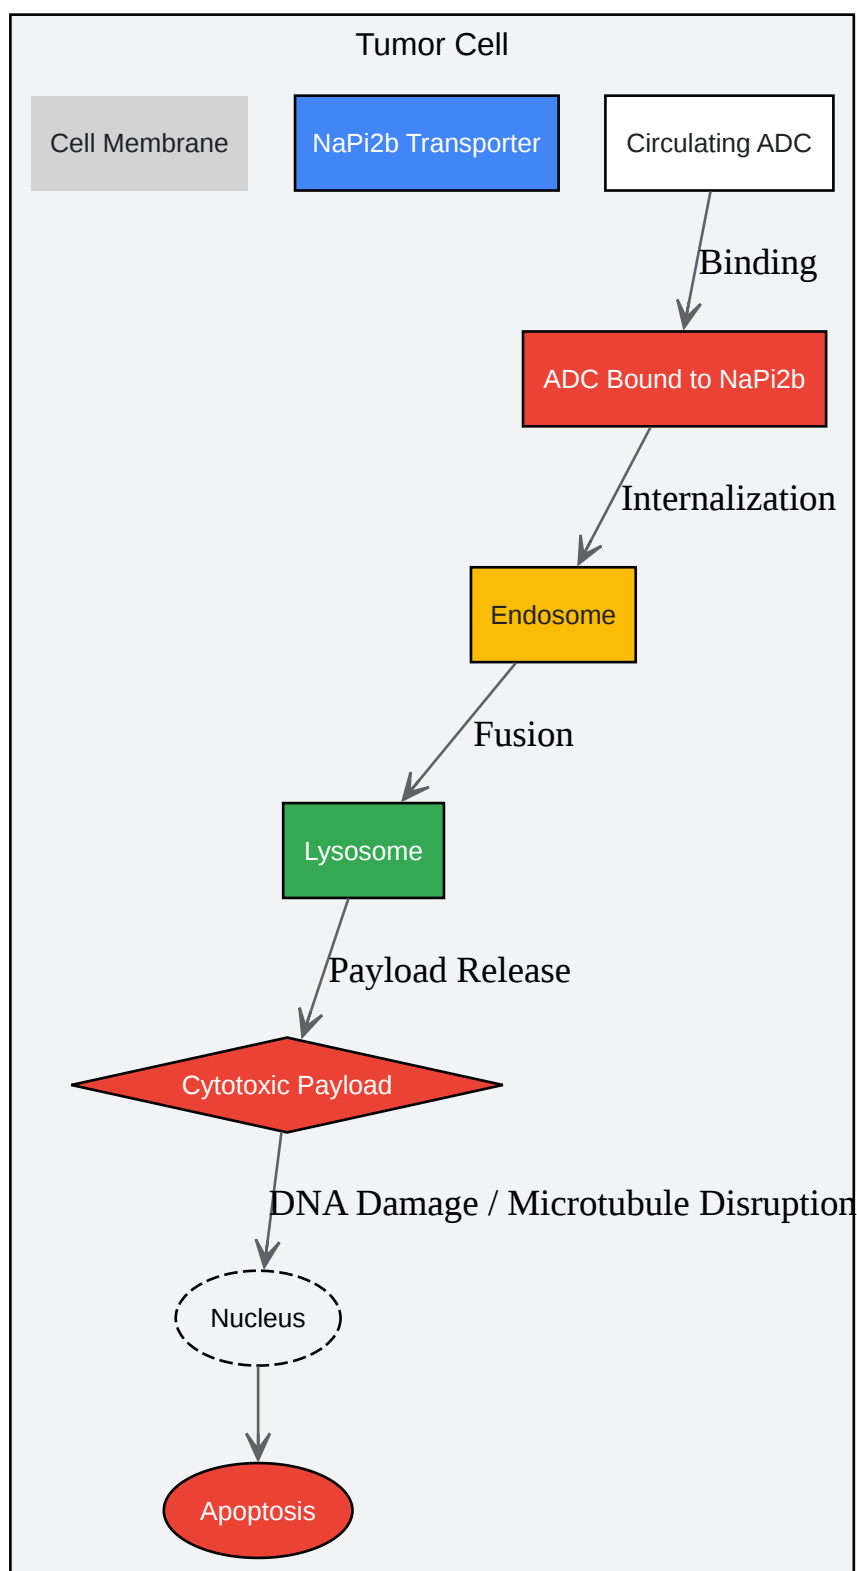 Tumor Cell
Cell Membrane
NaPi2b Transporter
Circulating ADC
Binding
ADC Bound to NaPi2b
Internalization
Endosome
Fusion
Lysosome
Payload Release
Cytotoxic Payload
DNA Damage / Microtubule Disruption
Nucleus
Apoptosis